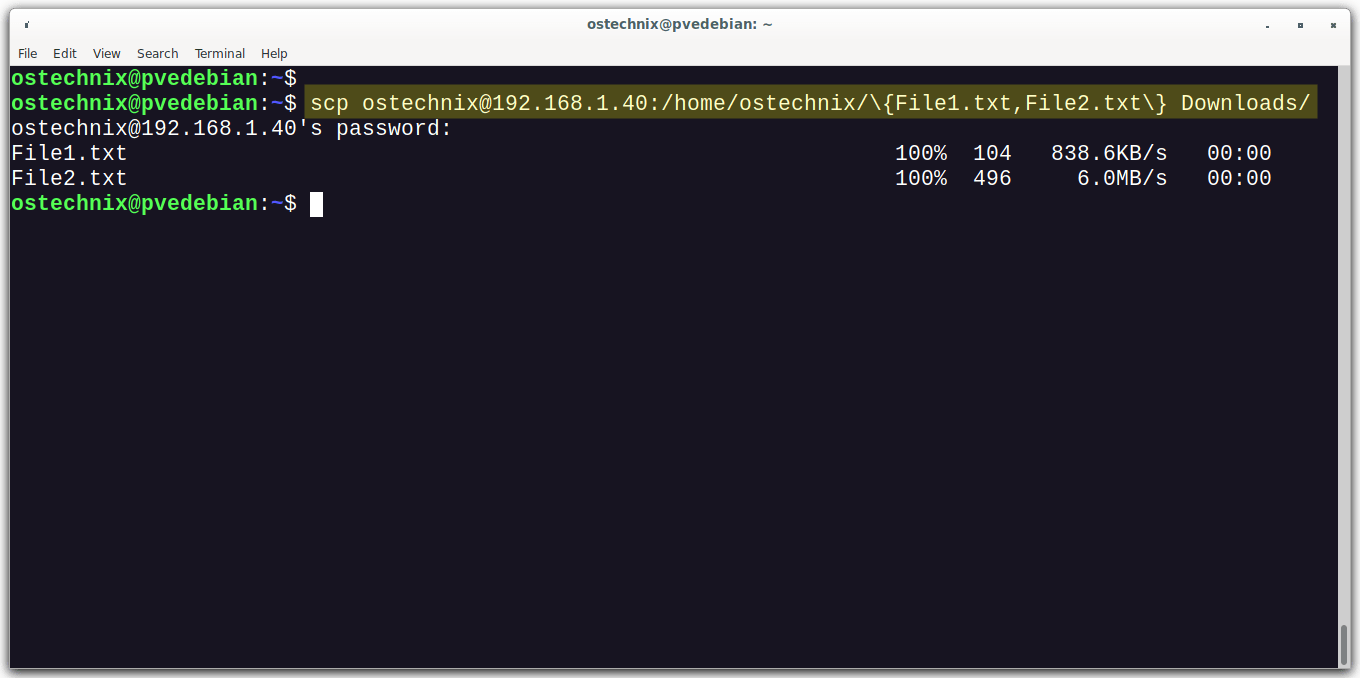 ostechnix@pvedebian: ~
File Edit View Search Terminal Help
ostechnix@pvedebian:~$
ostechnix@pvedebian:~$ scp ostechnix@192.168.1.40:/home/ostechnix/\{File1.txt,File2.txt\} Downloads/
ostechnix@192.168.1.40's password:
File1.txt 100% 104 838.6KB/s 00:00
File2.txt 100% 496 6.0MB/s 00:00
ostechnix@pvedebian:~$